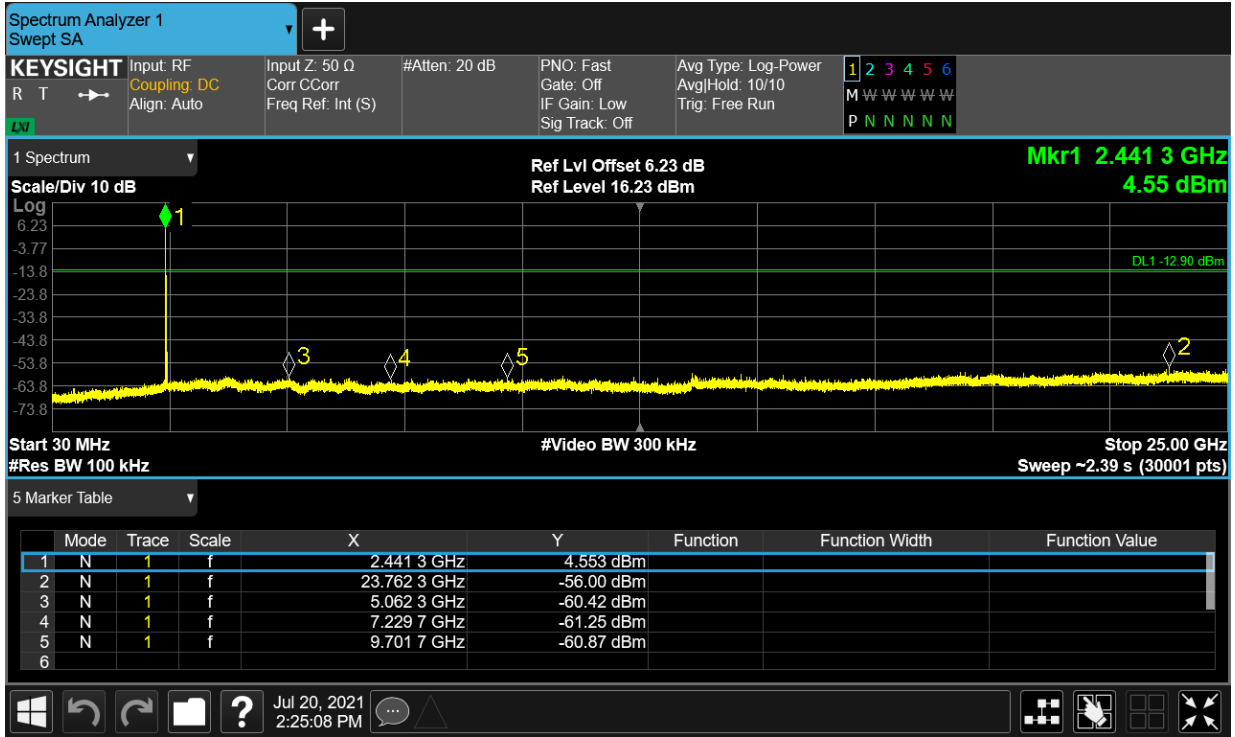 Spectrum Analyzer 1
Swept SA
+
KEYSIGHT
R T
LXI
Input: RF
Coupling: DC
Align: Auto
Input Z: 50 Ω
Corr CCorr
Freq Ref: Int (S)
#Atten: 20 dB
PNO: Fast
Gate: Off
IF Gain: Low
Sig Track: Off
Avg Type: Log-Power
Avg|Hold: 10/10
Trig: Free Run
1 2 3 4 5 6
M W W W W W
P N N N N N
1 Spectrum
Scale/Div 10 dB
Ref Lvl Offset 6.23 dB
Ref Level 16.23 dBm
Mkr1 2.441 3 GHz
4.55 dBm
Log
6.23
-3.77
-13.8
-23.8
-33.8
-43.8
-53.8
-63.8
-73.8
1
DL1 -12.90 dBm
3
4
5
2
Start 30 MHz
#Video BW 300 kHz
Stop 25.00 GHz
#Res BW 100 kHz
Sweep ~2.39 s (30001 pts)
5 Marker Table
Mode Trace Scale X Y Function Function Width Function Value
1 N 1 f 2.441 3 GHz 4.553 dBm
2 N 1 f 23.762 3 GHz -56.00 dBm
3 N 1 f 5.062 3 GHz -60.42 dBm
4 N 1 f 7.229 7 GHz -61.25 dBm
5 N 1 f 9.701 7 GHz -60.87 dBm
6
?
Jul 20, 2021
2:25:08 PM